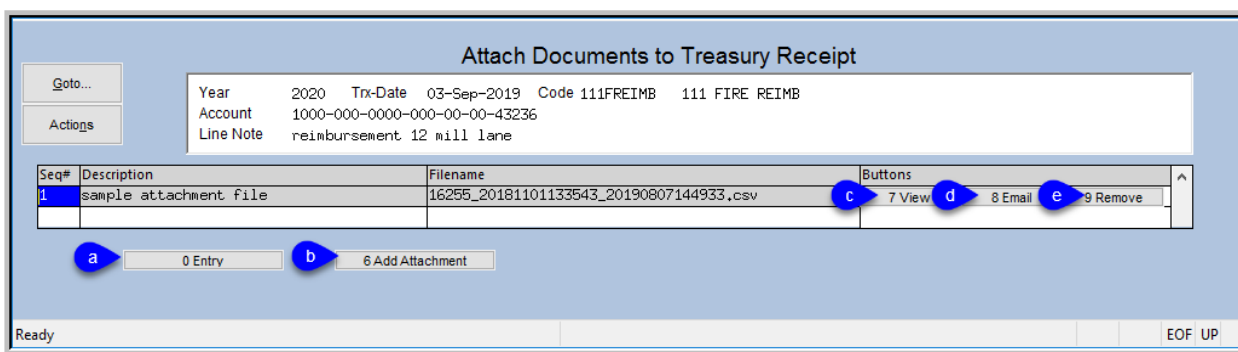 Attach Documents to Treasury Receipt
Goto...
Actions
Year 2020 Trx-Date 03-Sep-2019 Code 111FREIMB 111 FIRE REIMB
Account 1000-000-0000-000-00-00-43236
Line Note reimbursement 12 mill lane
Seq# Description Filename Buttons
1 sample attachment file 16255_20181101133543_20190807144933.csv c 7 View d 8 Email e 9 Remove
a 0 Entry b 6 Add Attachment
Ready EOF UP